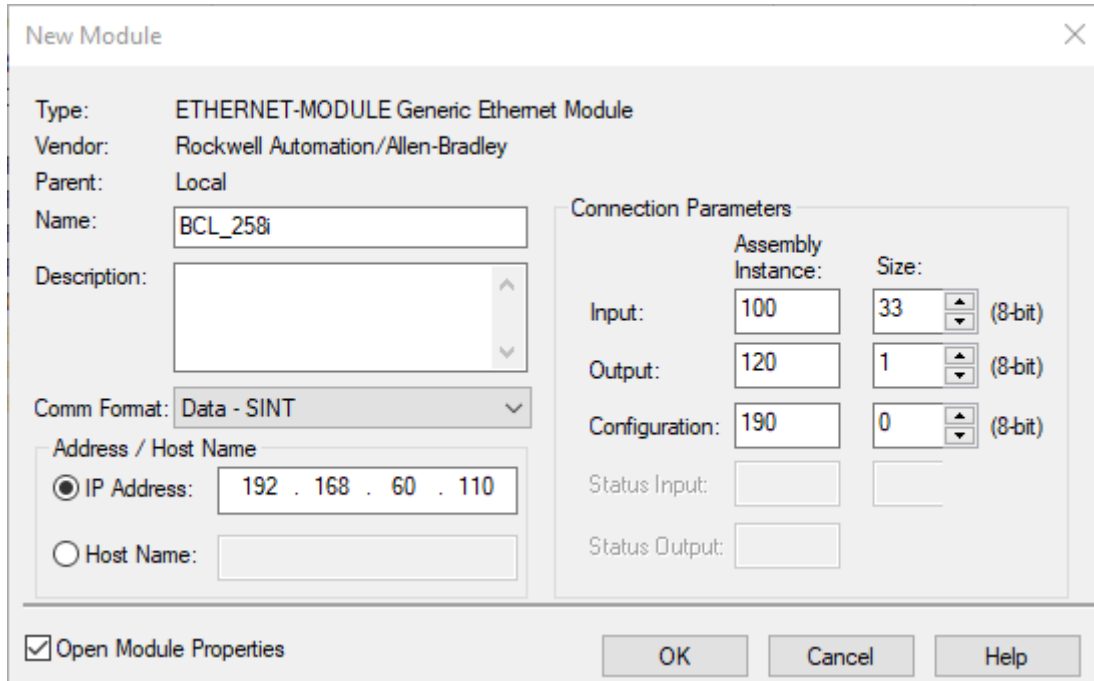 New Module
Type: ETHERNET-MODULE Generic Ethernet Module
Vendor: Rockwell Automation/Allen-Bradley
Parent: Local
Name: BCL_258i
Description:
Comm Format: Data - SINT
Address / Host Name
IP Address: 192 . 168 . 60 . 110
Host Name:
Connection Parameters
Assembly
Instance: Size:
Input: 100 33 (8-bit)
Output: 120 1 (8-bit)
Configuration: 190 0 (8-bit)
Status Input:
Status Output:
Open Module Properties
OK Cancel Help